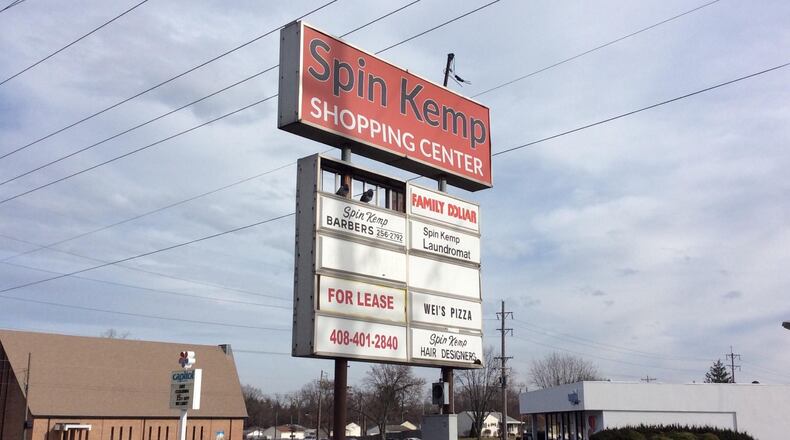 Spin Kemp
SHOPPING CENTER
FAMILY DOLLAR
Spin Kemp
BARBERS 256-2792
Spin Kemp
Laundromat
FOR LEASE
WEI'S PIZZA
408-401-2840
Spin Kemp
HAIR DESIGNERS
capitol